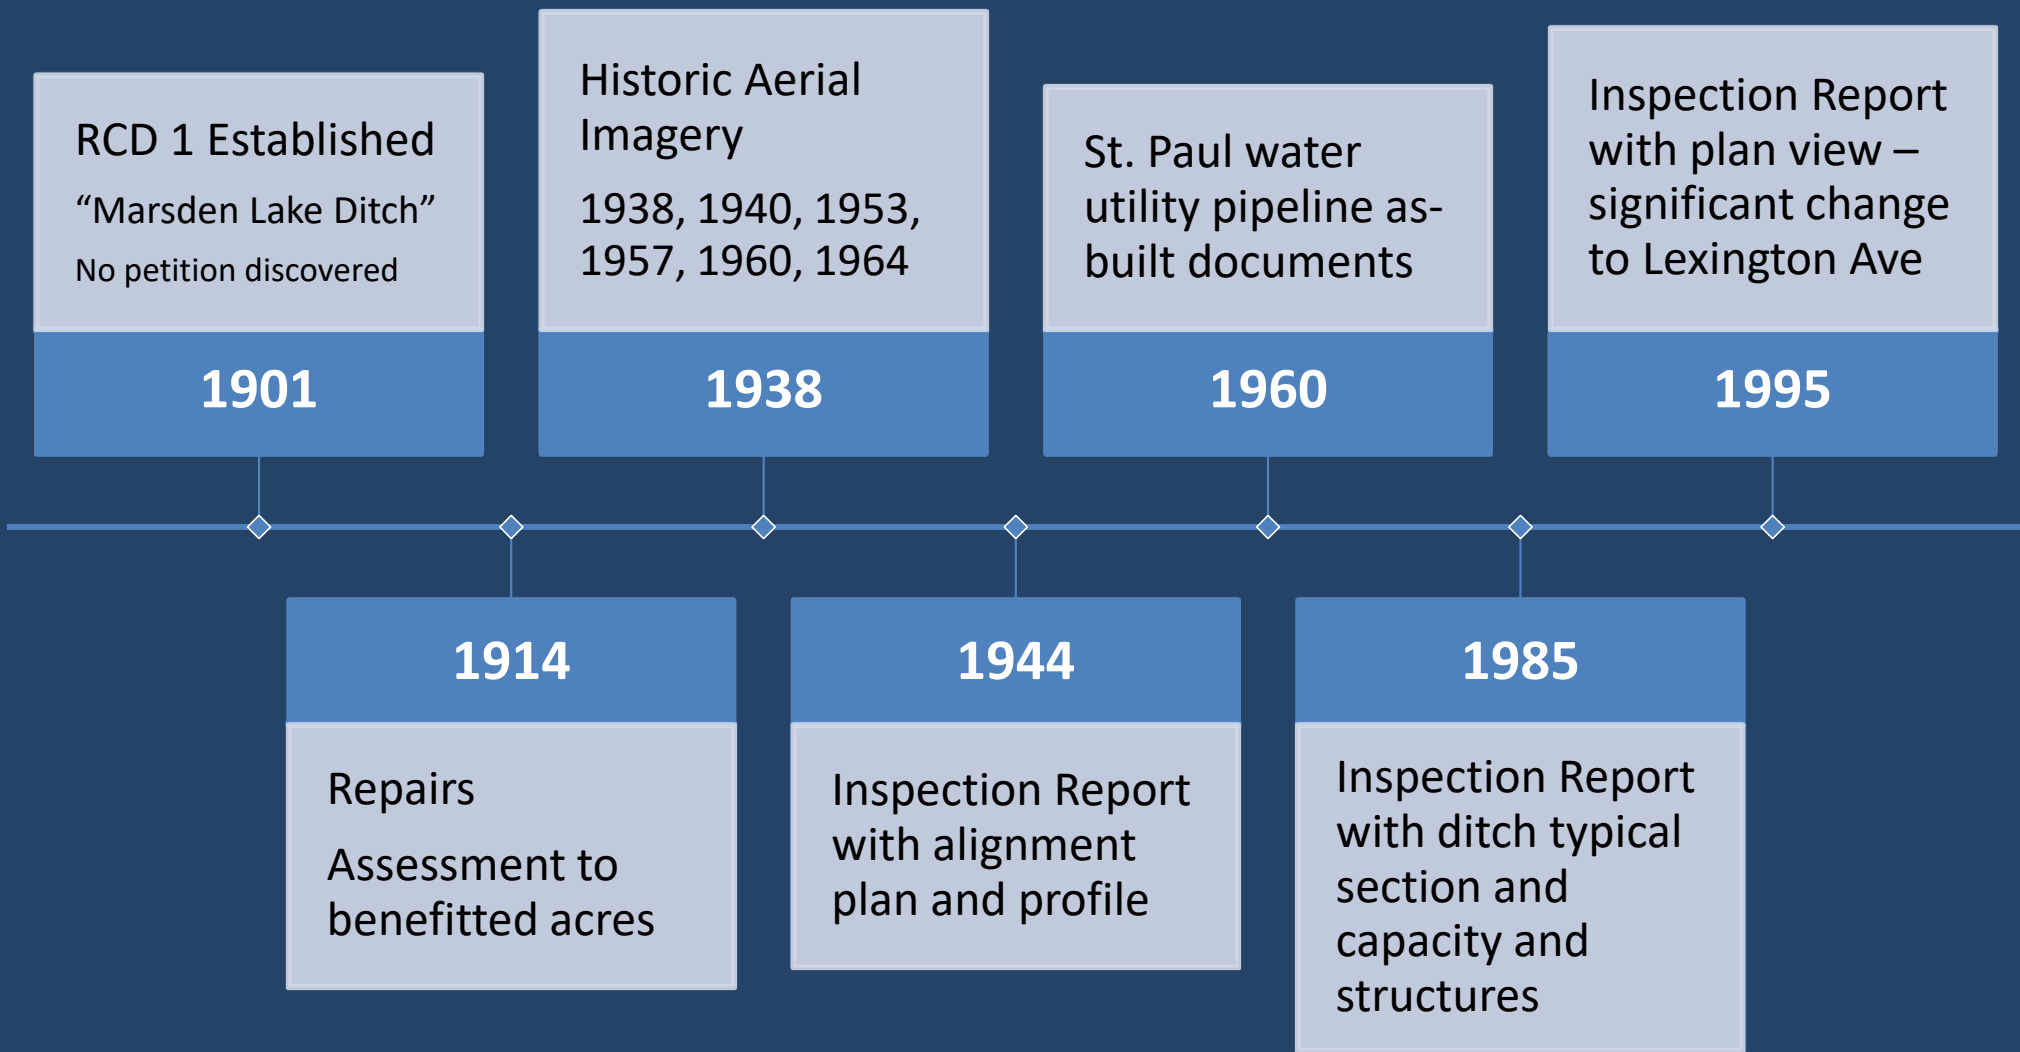 RCD 1 Established
“Marsden Lake Ditch”
No petition discovered
1901
1914
Repairs
Assessment to
benefitted acres
Historic Aerial
Imagery
1938, 1940, 1953,
1957, 1960, 1964
1938
1944
Inspection Report
with alignment
plan and profile
St. Paul water
utility pipeline as-
built documents
1960
1985
Inspection Report
with ditch typical
section and
capacity and
structures
Inspection Report
with plan view –
significant change
to Lexington Ave
1995